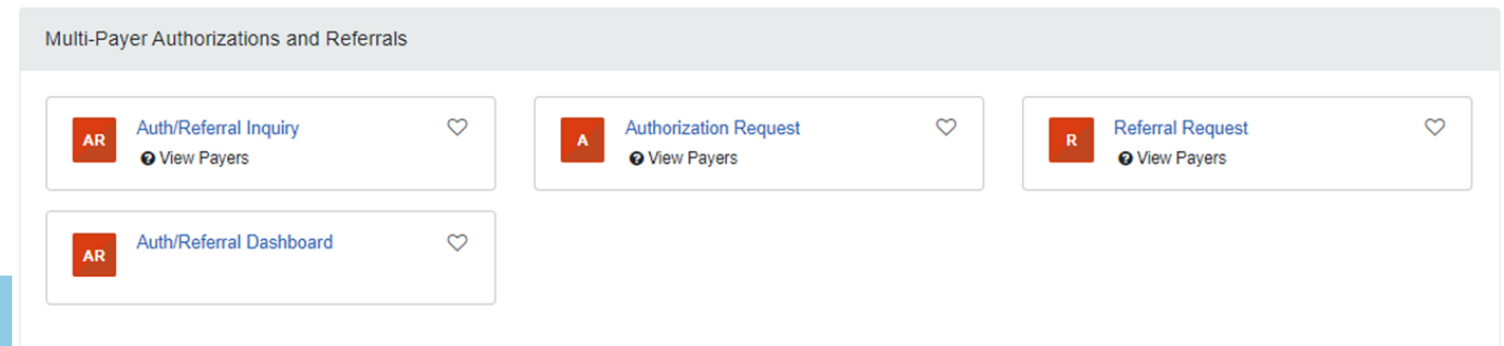 Multi-Payer Authorizations and Referrals
AR
Auth/Referral Inquiry
View Payers
A
Authorization Request
View Payers
R
Referral Request
View Payers
AR
Auth/Referral Dashboard